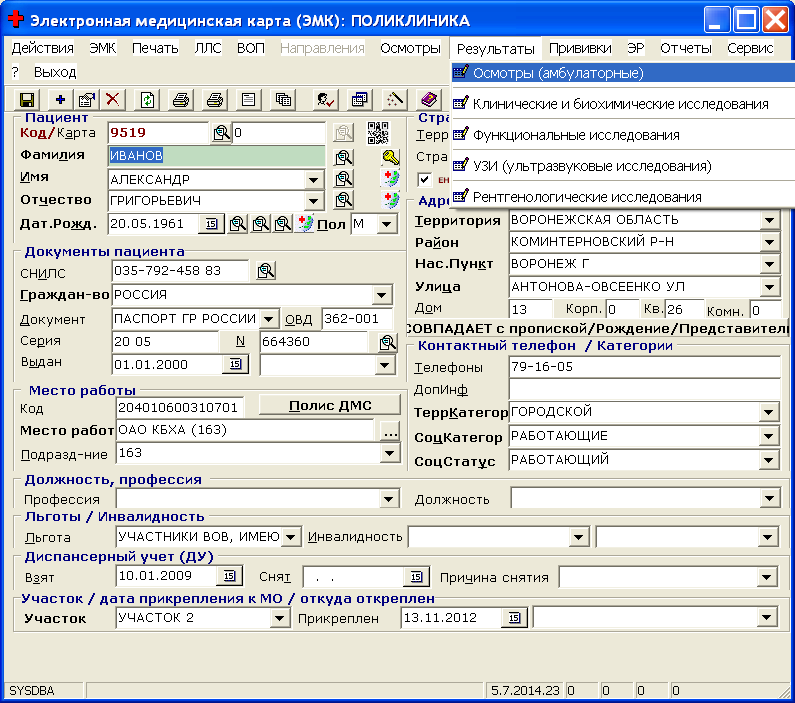 Электронная медицинская карта (ЭМК): ПОЛИКЛИНИКА
Действия ЭМК Печать ЛЛС ВОП Направления Осмотры Результаты Прививки ЭР Отчеты Сервис
? Выход
Осмотры (амбулаторные)
Клинические и биохимические исследования
Функциональные исследования
УЗИ (ультразвуковые исследования)
Рентгенологические исследования
Пациент
Код/Карта 9519 0
Фамилия ИВАНОВ
Имя АЛЕКСАНДР
Отчество ГРИГОРЬЕВИЧ
Дат.Рожд. 20.05.1961 15 Пол М
Стра
Терр
Стра
ен
Документы пациента
СНИЛС 035-792-458 83
Граждан-во РОССИЯ
Документ ПАСПОРТ ГР РОССИИ ОВД 362-001
Серия 20 05 N 664360
Выдан 01.01.2000 15
Адре
Территория ВОРОНЕЖСКАЯ ОБЛАСТЬ
Район КОМИНТЕРНОВСКИЙ Р-Н
Нас.Пункт ВОРОНЕЖ Г
Улица АНТОНОВА-ОВСЕЕНКО УЛ
Дом 13 Корп. 0 Кв. 26 Комн. 0
СОВПАДАЕТ с пропиской/Рождение/Представитель
Контактный телефон / Категории
Телефоны 79-16-05
ДопИнф
ТеррКатегор ГОРОДСКОЙ
СоцКатегор РАБОТАЮЩИЕ
СоцСтатус РАБОТАЮЩИЙ
Место работы
Код 204010600310701 Полис ДМС
Место работ ОАО КБХА (163) ...
Подразд-ние 163
Должность, профессия
Профессия Должность
Льготы / Инвалидность
Льгота УЧАСТНИКИ ВОВ, ИМЕЮ Инвалидность
Диспансерный учет (ДУ)
Взят 10.01.2009 15 Снят . . 15 Причина снятия
Участок / дата прикрепления к МО / откуда откреплен
Участок УЧАСТОК 2 Прикреплен 13.11.2012 15
SYSDBA 5.7.2014.23 0 0 0 0